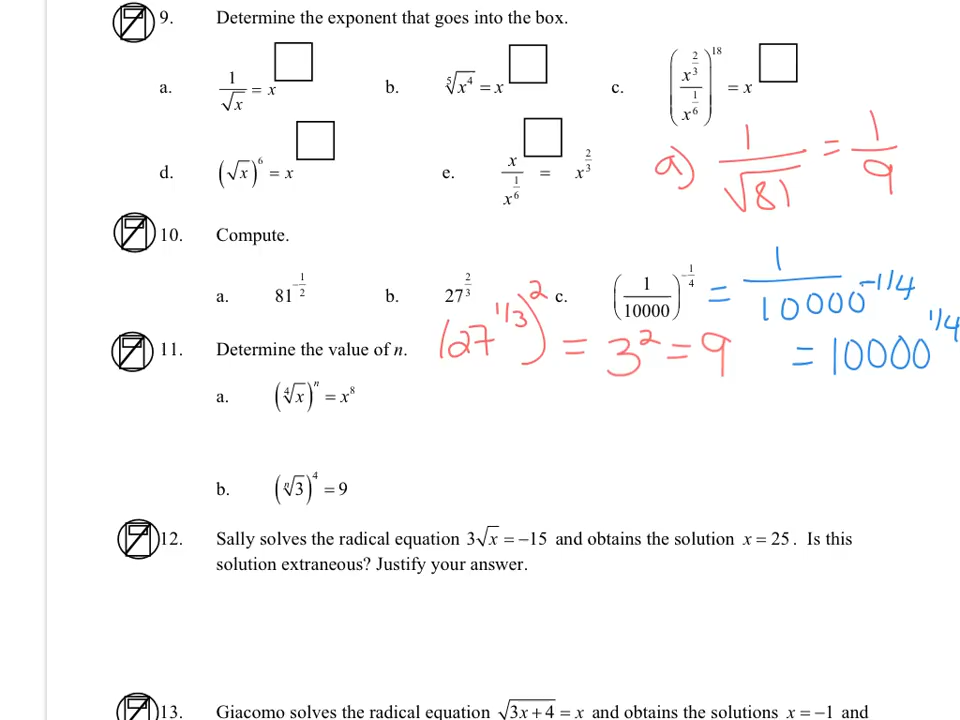 9. Determine the exponent that goes into the box.
a. 1/√x = x^□ b. ⁵√x⁴ = x^□ c. (x^(2/3)/x^(1/6))^18 = x^□
d. (√x)^6 = x^□ e. x^□/x^(1/6) = x^(2/3) a) 1/√81 = 1/9
10. Compute.
a. 81^(-1/2) b. 27^(2/3) c. (1/10000)^(-1/4) = 1/10000^(-1/4)
(27^(1/3))^2 = 3^2 = 9 = 10000^(1/4)
11. Determine the value of n.
a. (⁴√x)^n = x^8
b. (ⁿ√3)^4 = 9
12. Sally solves the radical equation 3√x = −15 and obtains the solution x = 25. Is this
solution extraneous? Justify your answer.
13. Giacomo solves the radical equation √(3x + 4) = x and obtains the solutions x = −1 and